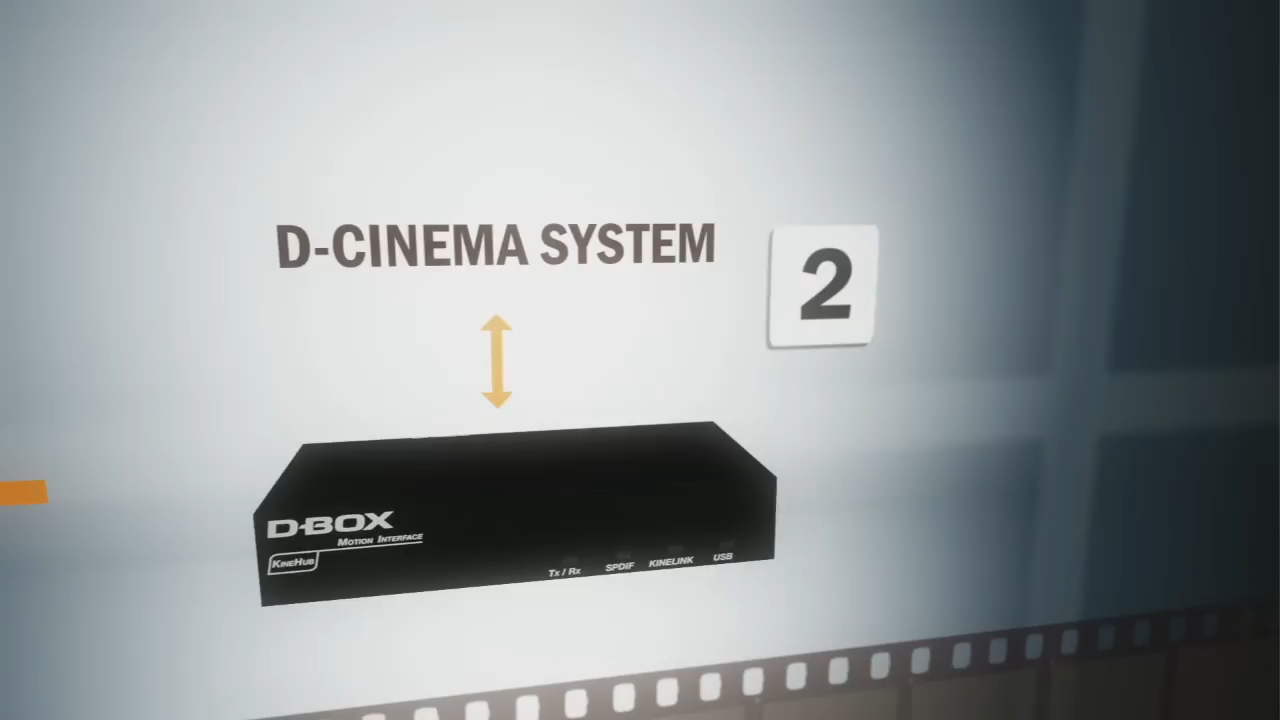 D-CINEMA SYSTEM
2
D-BOX
MOTION INTERFACE
KINEHUB
Tx / Rx SPDIF KINELINK USB